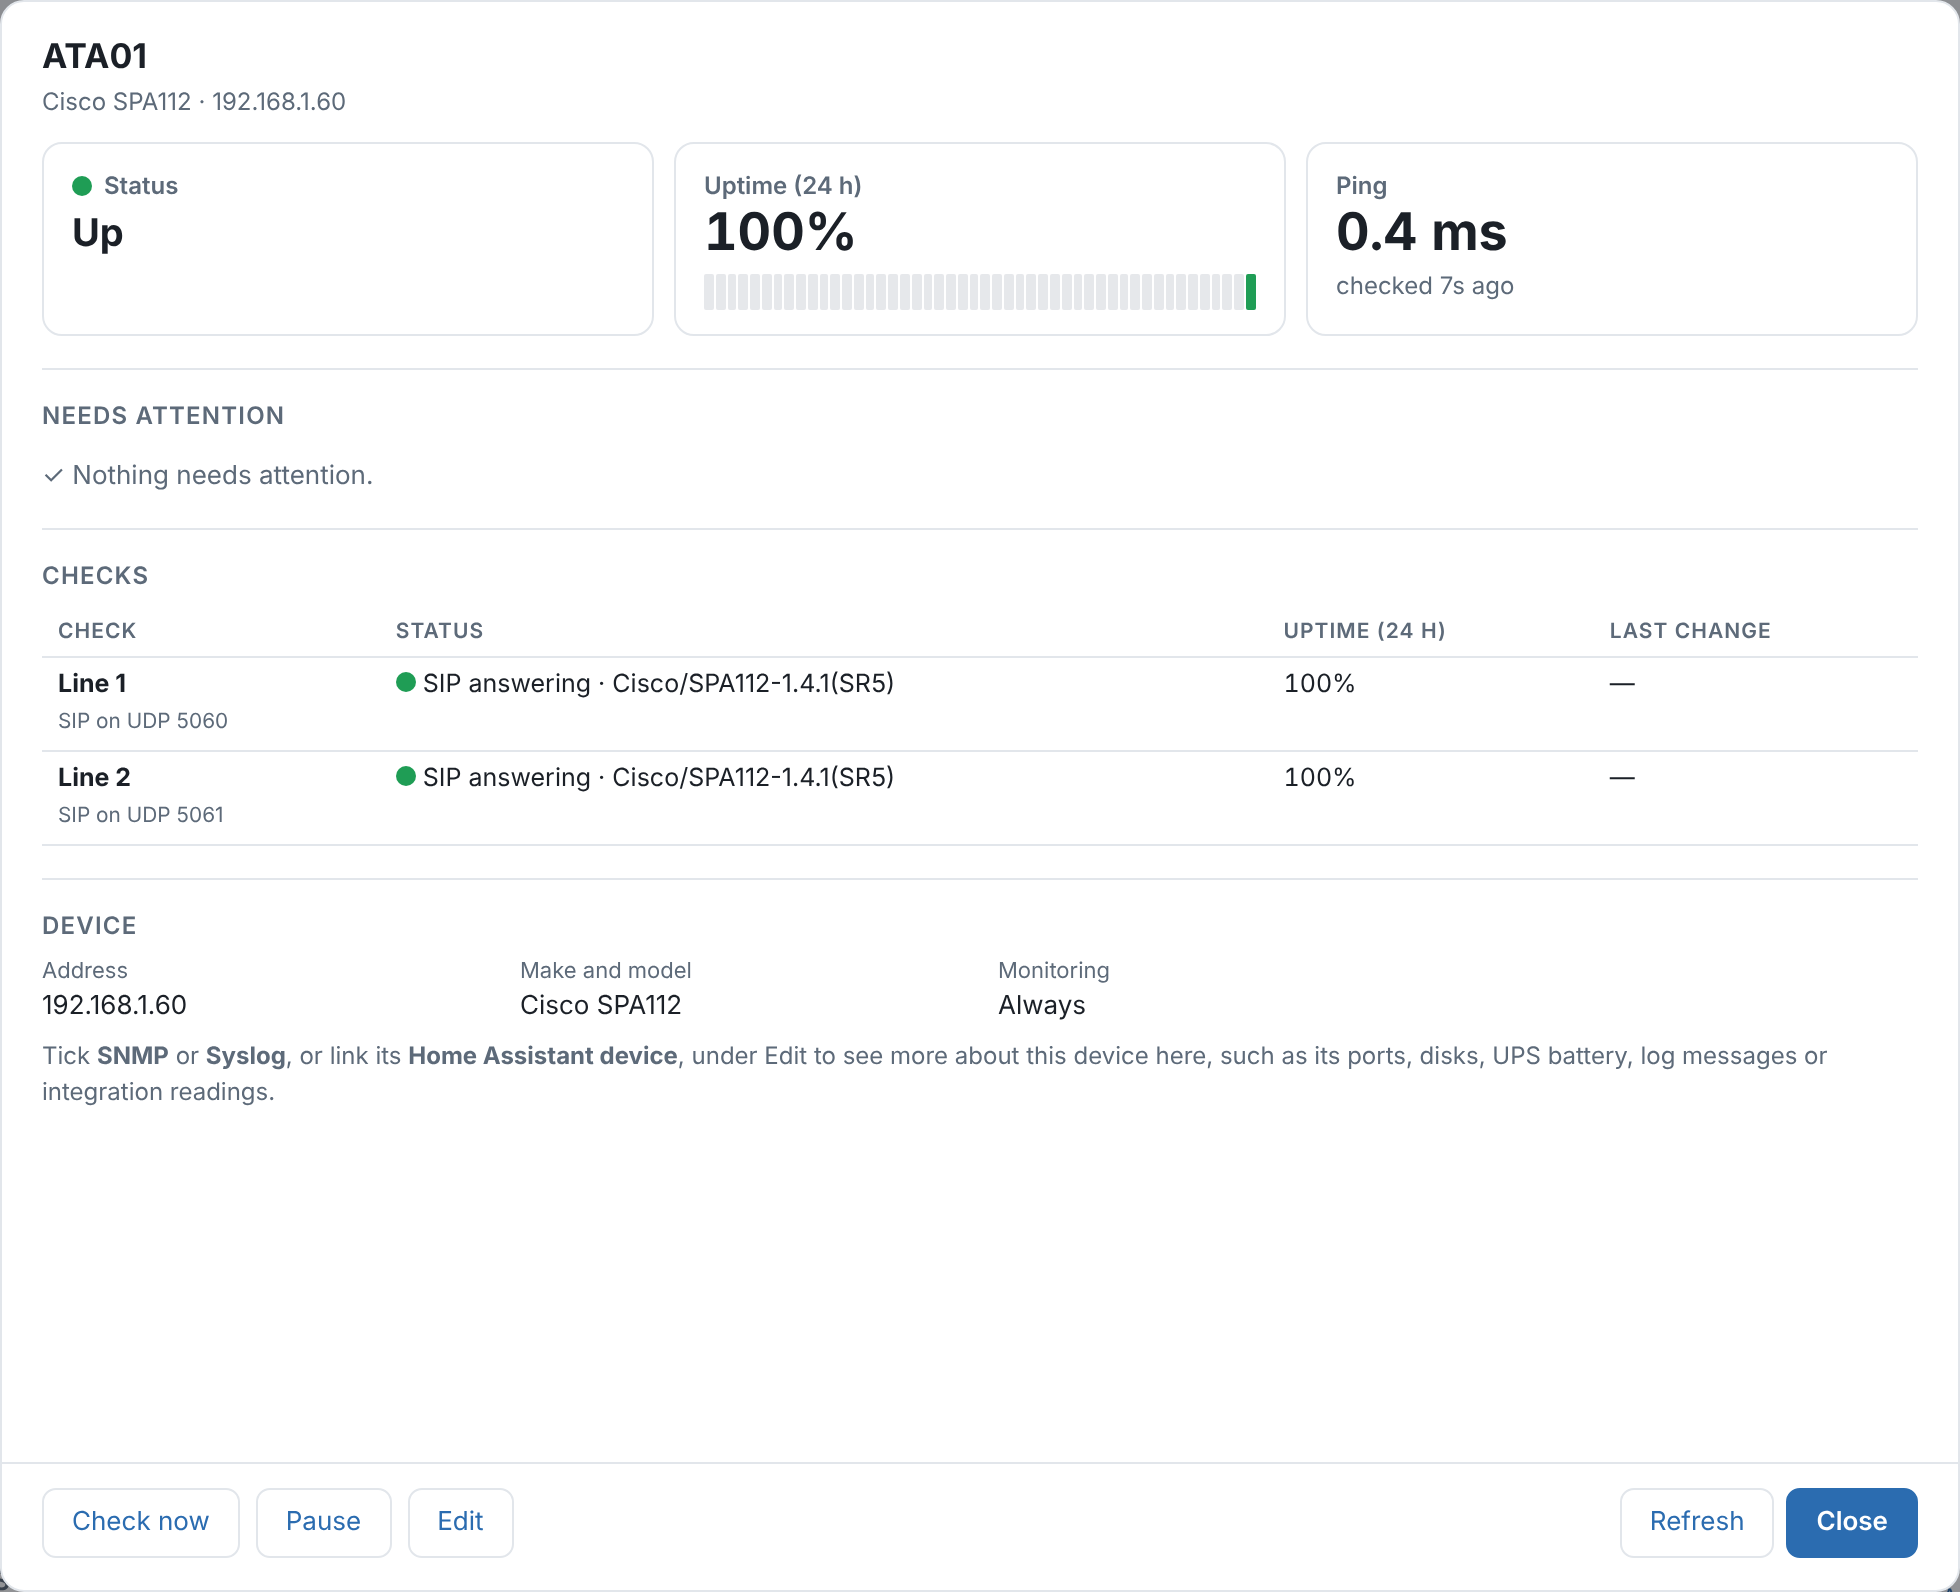 ATA01
Cisco SPA112 · 192.168.1.60
Status
Up
Uptime (24 h)
100%
Ping
0.4 ms
checked 7s ago
NEEDS ATTENTION
✓ Nothing needs attention.
CHECKS
CHECK STATUS UPTIME (24 H) LAST CHANGE
Line 1 SIP answering · Cisco/SPA112-1.4.1(SR5) 100% —
SIP on UDP 5060
Line 2 SIP answering · Cisco/SPA112-1.4.1(SR5) 100% —
SIP on UDP 5061
DEVICE
Address Make and model Monitoring
192.168.1.60 Cisco SPA112 Always
Tick SNMP or Syslog, or link its Home Assistant device, under Edit to see more about this device here, such as its ports, disks, UPS battery, log messages or
integration readings.
Check now Pause Edit Refresh Close